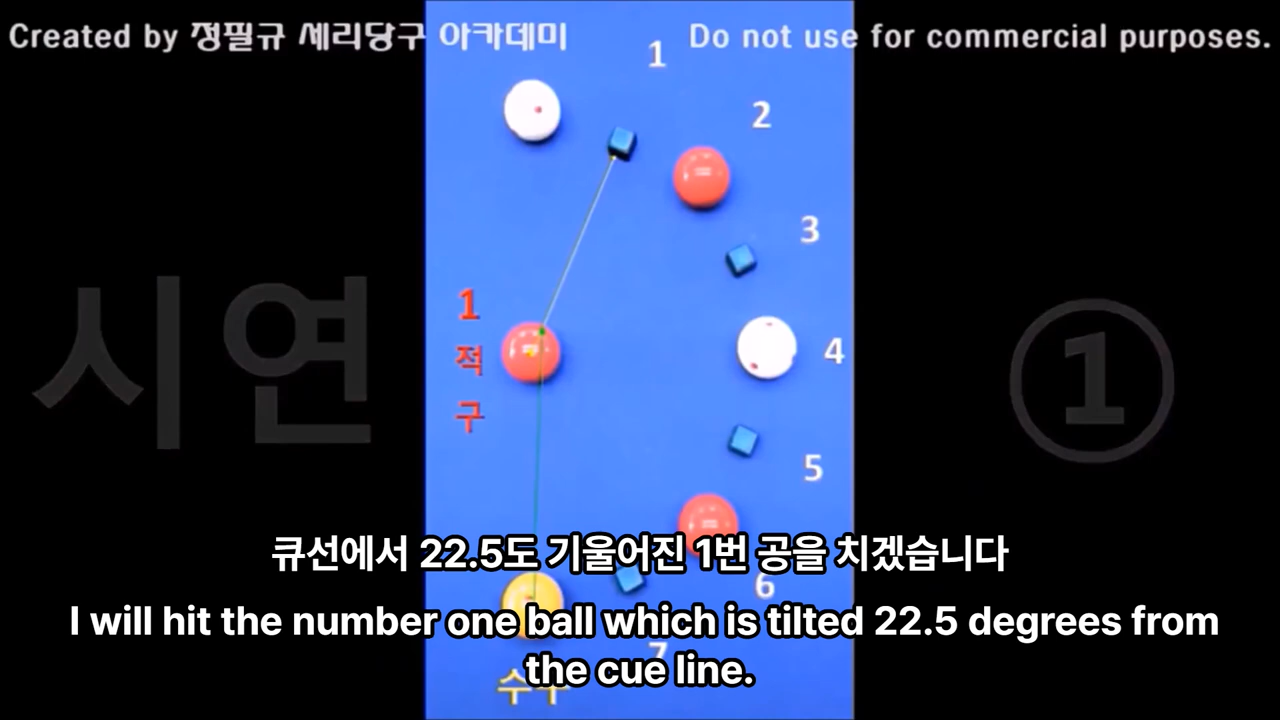 Created by 정필규 세리당구 아카데미
Do not use for commercial purposes.
1
2
3
1
적
구
4
5
6
7
시연
①
큐선에서 22.5도 기울어진 1번 공을 치겠습니다
I will hit the number one ball which is tilted 22.5 degrees from
the cue line.
수구